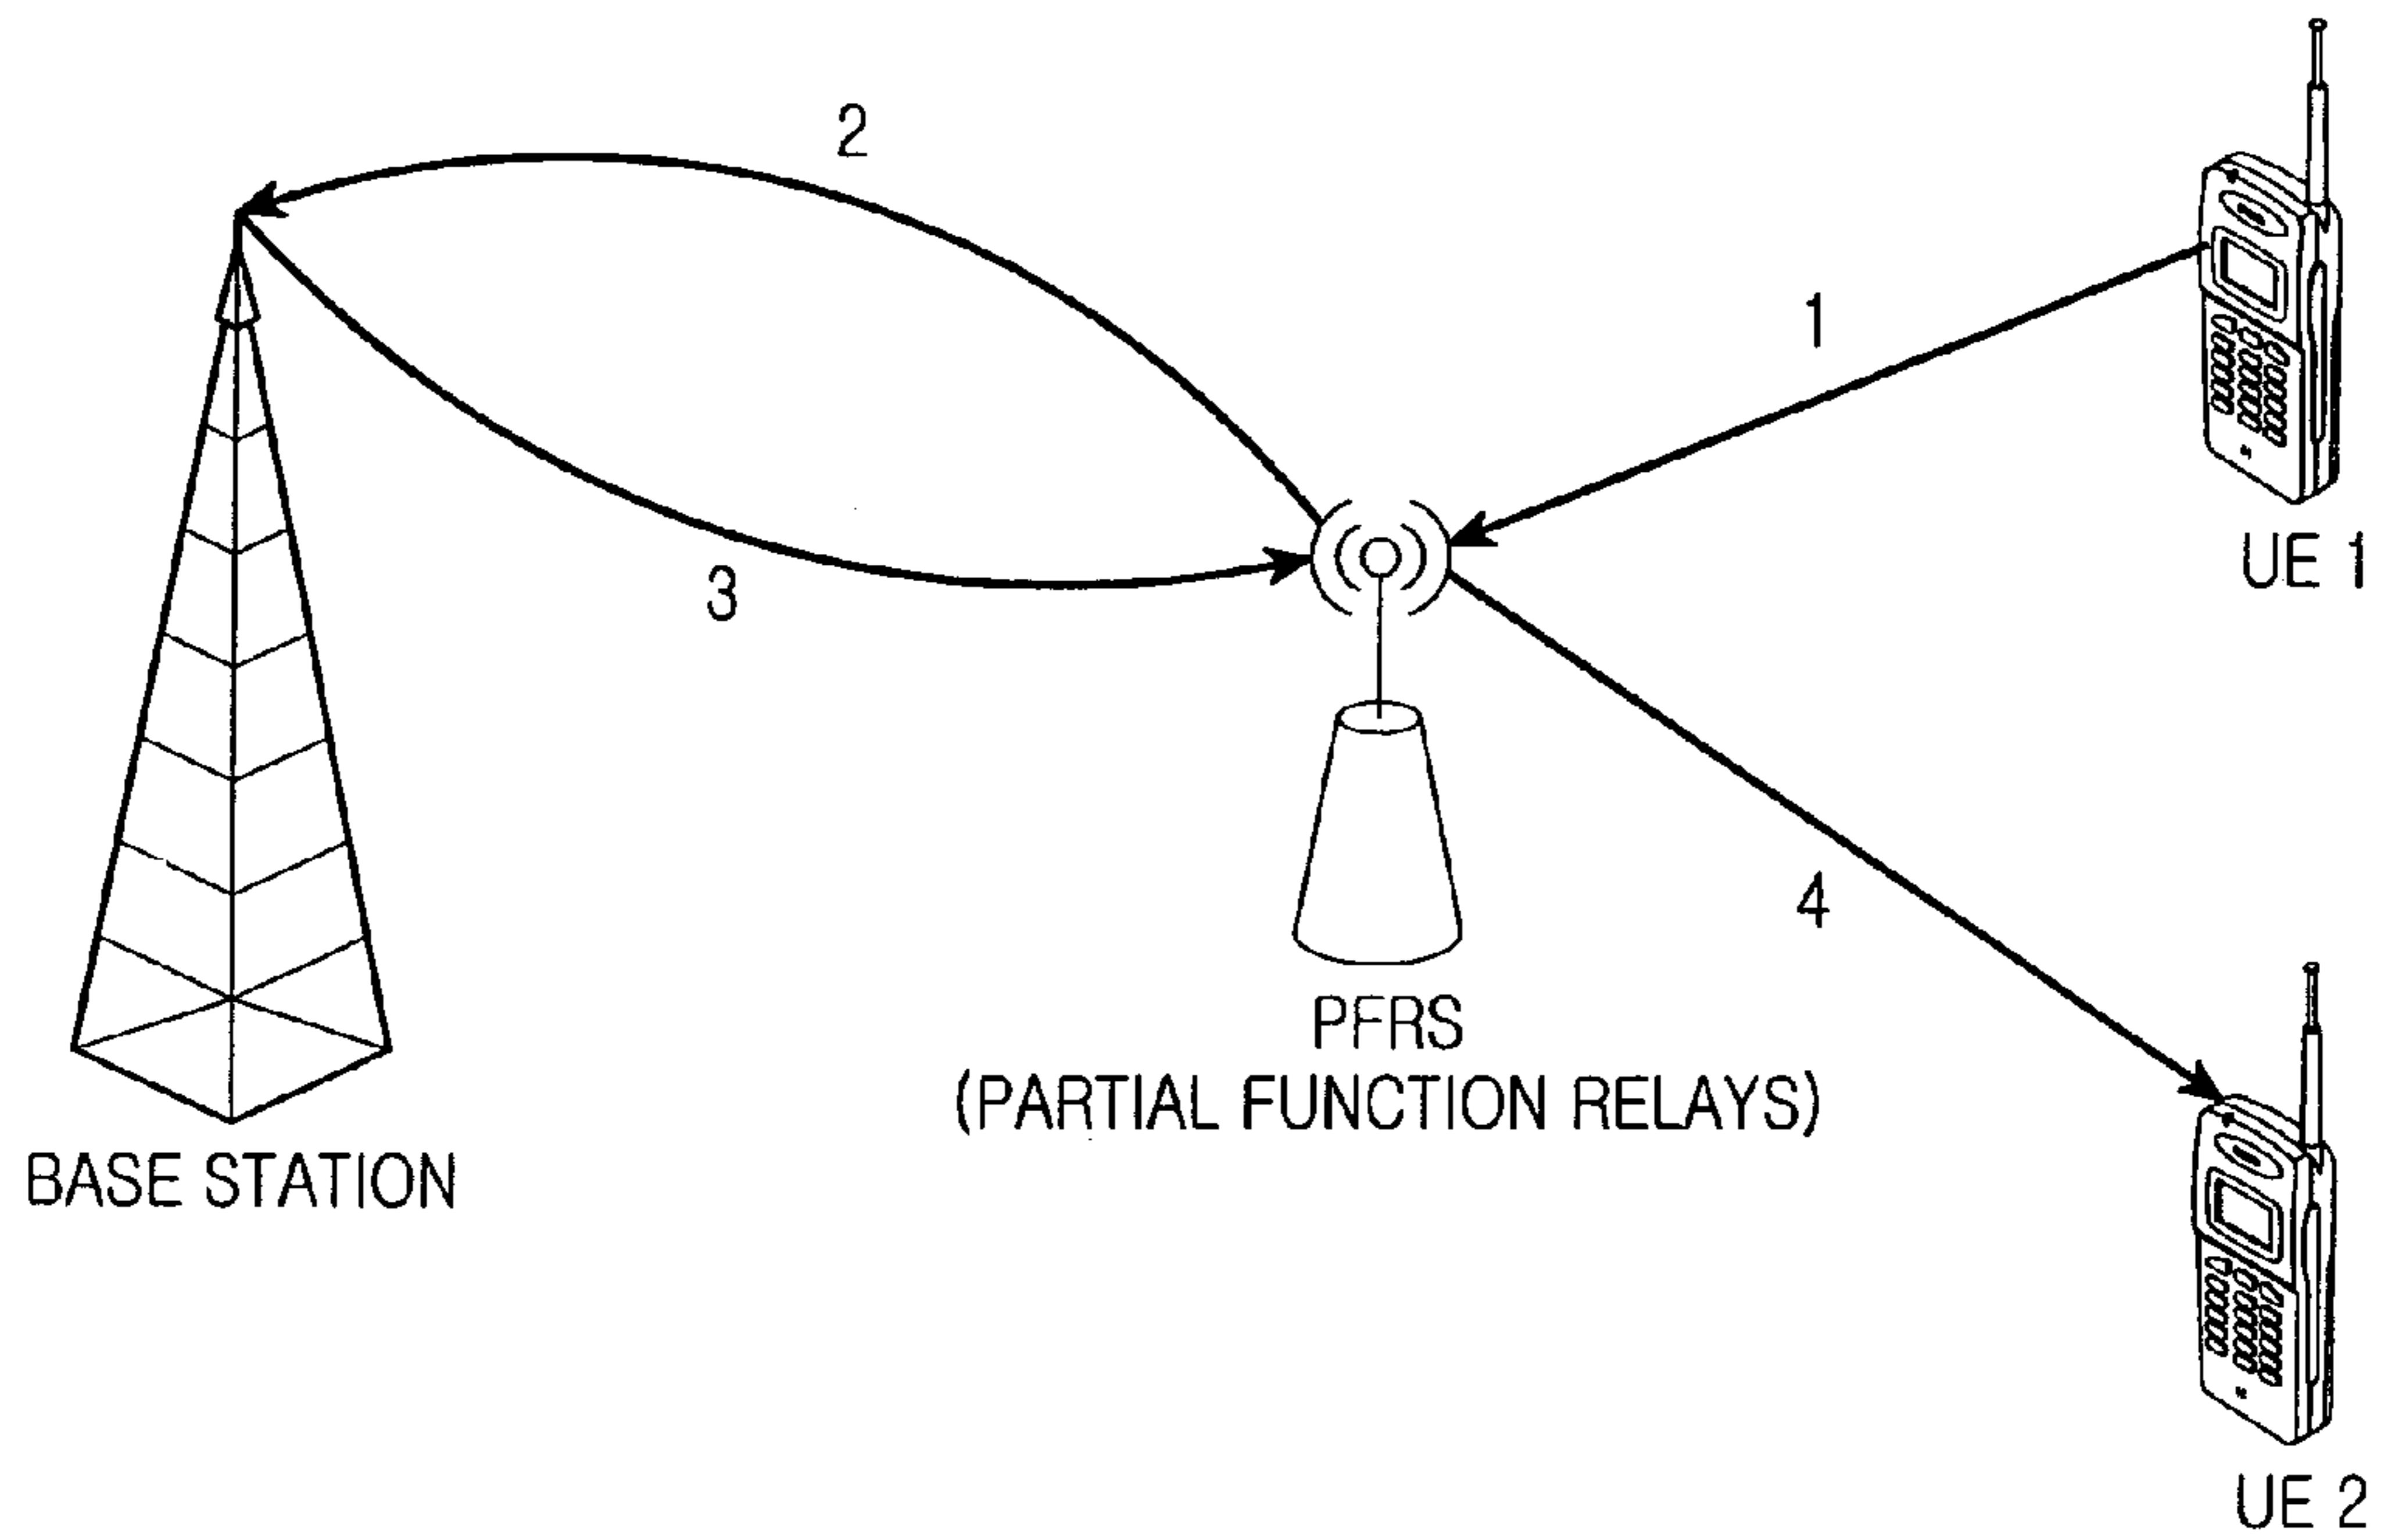 2
1
3
UE 1
4
PFRS
(PARTIAL FUNCTION RELAYS)
BASE STATION
UE 2